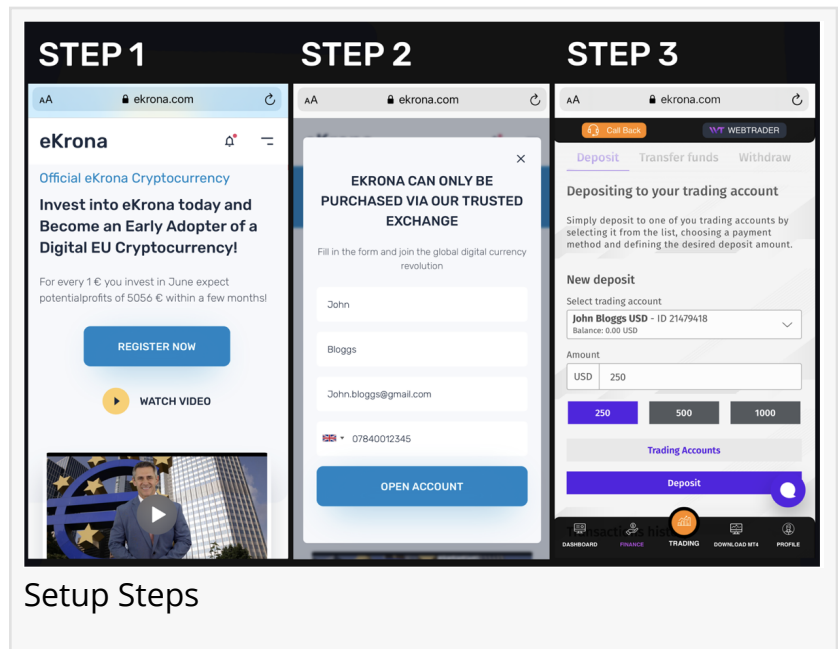 STEP 1
AA ekrona.com
eKrona
Official eKrona Cryptocurrency
Invest into eKrona today and
Become an Early Adopter of a
Digital EU Cryptocurrency!
For every 1 € you invest in June expect
potentialprofits of 5056 € within a few months!
REGISTER NOW
WATCH VIDEO
STEP 2
AA ekrona.com
EKRONA CAN ONLY BE
PURCHASED VIA OUR TRUSTED
EXCHANGE
Fill in the form and join the global digital currency
revolution
John
Bloggs
John.bloggs@gmail.com
07840012345
OPEN ACCOUNT
STEP 3
AA ekrona.com
Call Back WT WEBTRADER
Deposit Transfer funds Withdraw
Depositing to your trading account
Simply deposit to one of you trading accounts by
selecting it from the list, choosing a payment
method and defining the desired deposit amount.
New deposit
Select trading account
John Bloggs USD - ID 21479418
Balance: 0.00 USD
Amount
USD 250
250 500 1000
Trading Accounts
Deposit
DASHBOARD FINANCE TRADING DOWNLOAD MT4 PROFILE
Setup Steps